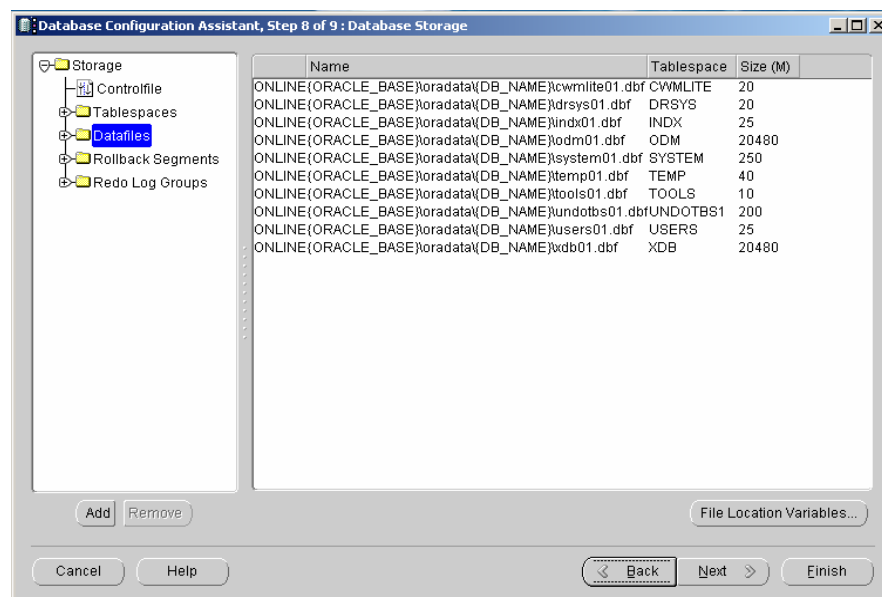 Database Configuration Assistant, Step 8 of 9 : Database Storage
Storage
Controlfile
Tablespaces
Datafiles
Rollback Segments
Redo Log Groups
Name Tablespace Size (M)
ONLINE{ORACLE_BASE}\oradata\{DB_NAME}\cwmlite01.dbf CWMLITE 20
ONLINE{ORACLE_BASE}\oradata\{DB_NAME}\drsys01.dbf DRSYS 20
ONLINE{ORACLE_BASE}\oradata\{DB_NAME}\indx01.dbf INDX 25
ONLINE{ORACLE_BASE}\oradata\{DB_NAME}\odm01.dbf ODM 20480
ONLINE{ORACLE_BASE}\oradata\{DB_NAME}\system01.dbf SYSTEM 250
ONLINE{ORACLE_BASE}\oradata\{DB_NAME}\temp01.dbf TEMP 40
ONLINE{ORACLE_BASE}\oradata\{DB_NAME}\tools01.dbf TOOLS 10
ONLINE{ORACLE_BASE}\oradata\{DB_NAME}\undotbs01.dbf UNDOTBS1 200
ONLINE{ORACLE_BASE}\oradata\{DB_NAME}\users01.dbf USERS 25
ONLINE{ORACLE_BASE}\oradata\{DB_NAME}\xdb01.dbf XDB 20480
Add Remove File Location Variables...
Cancel Help Back Next Finish